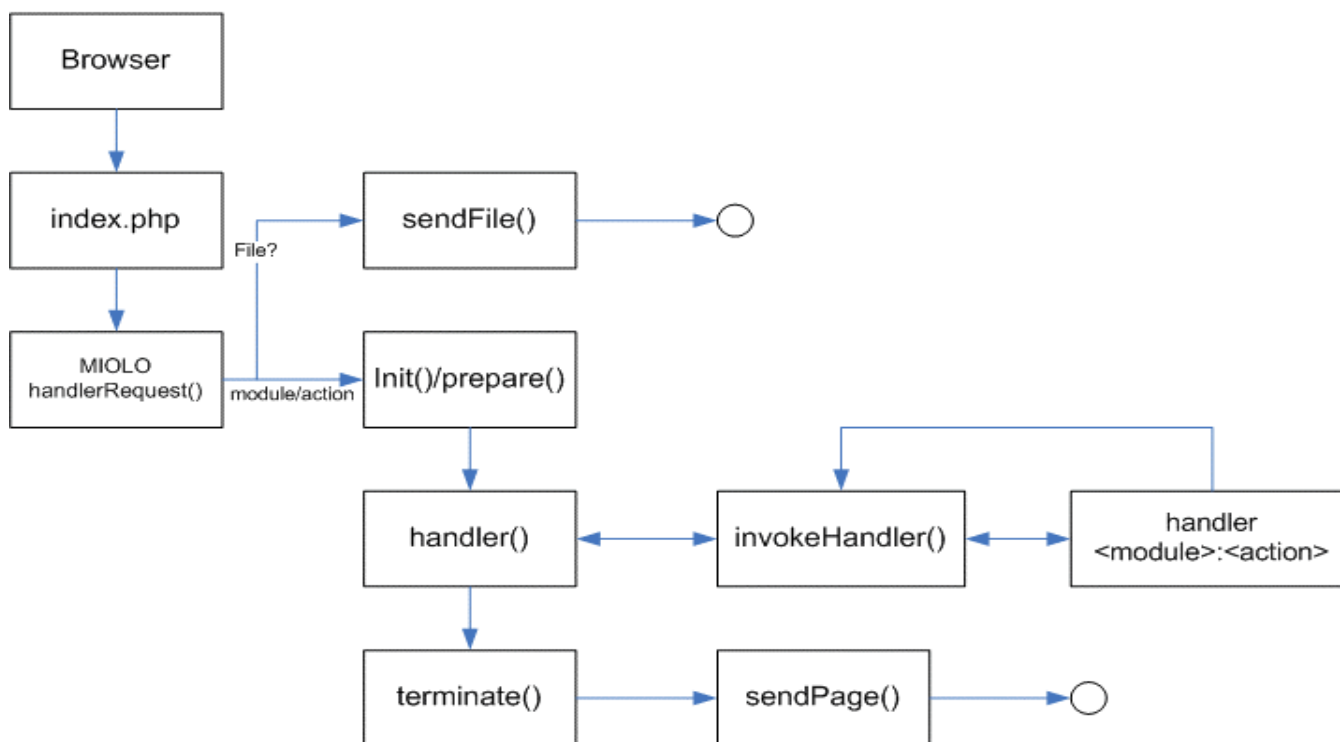 Browser
index.php
sendFile()
File?
MIOLO
handlerRequest()
module/action
Init()/prepare()
handler()
invokeHandler()
handler
<module>:<action>
terminate()
sendPage()